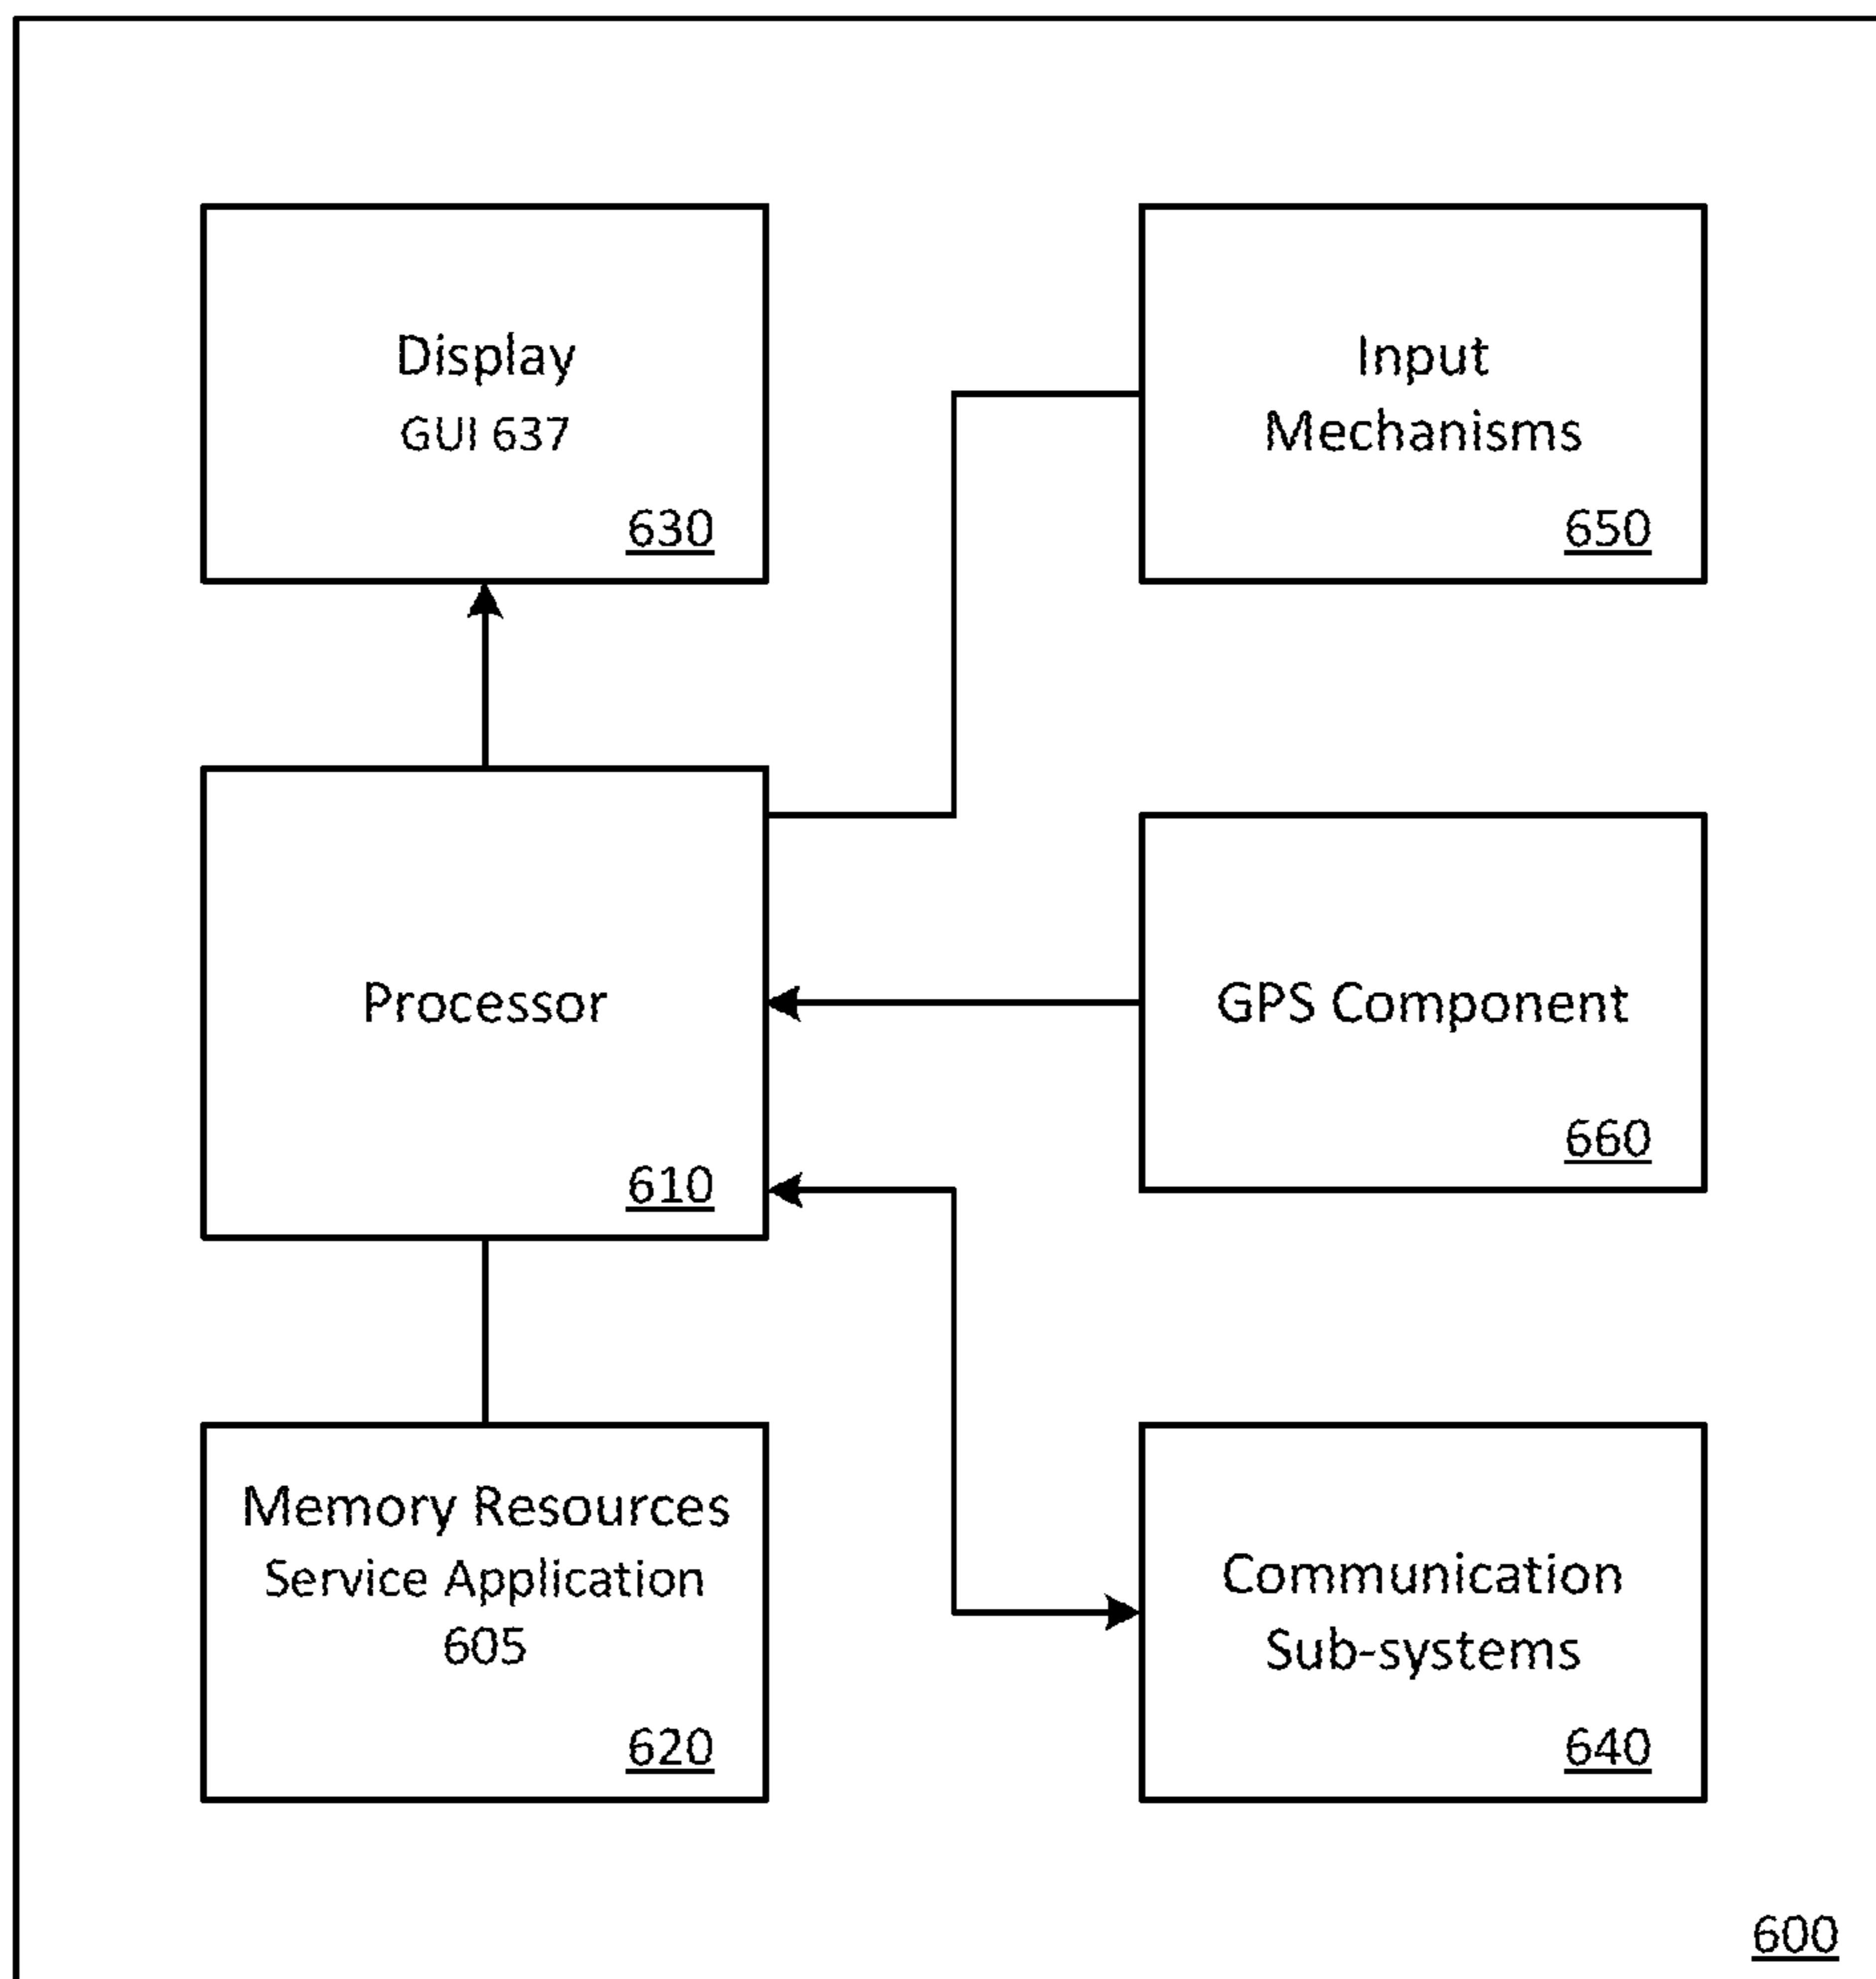 Display
GUI 637
630
Input
Mechanisms
650
Processor
610
GPS Component
660
Memory Resources
Service Application
605
620
Communication
Sub-systems
640
600